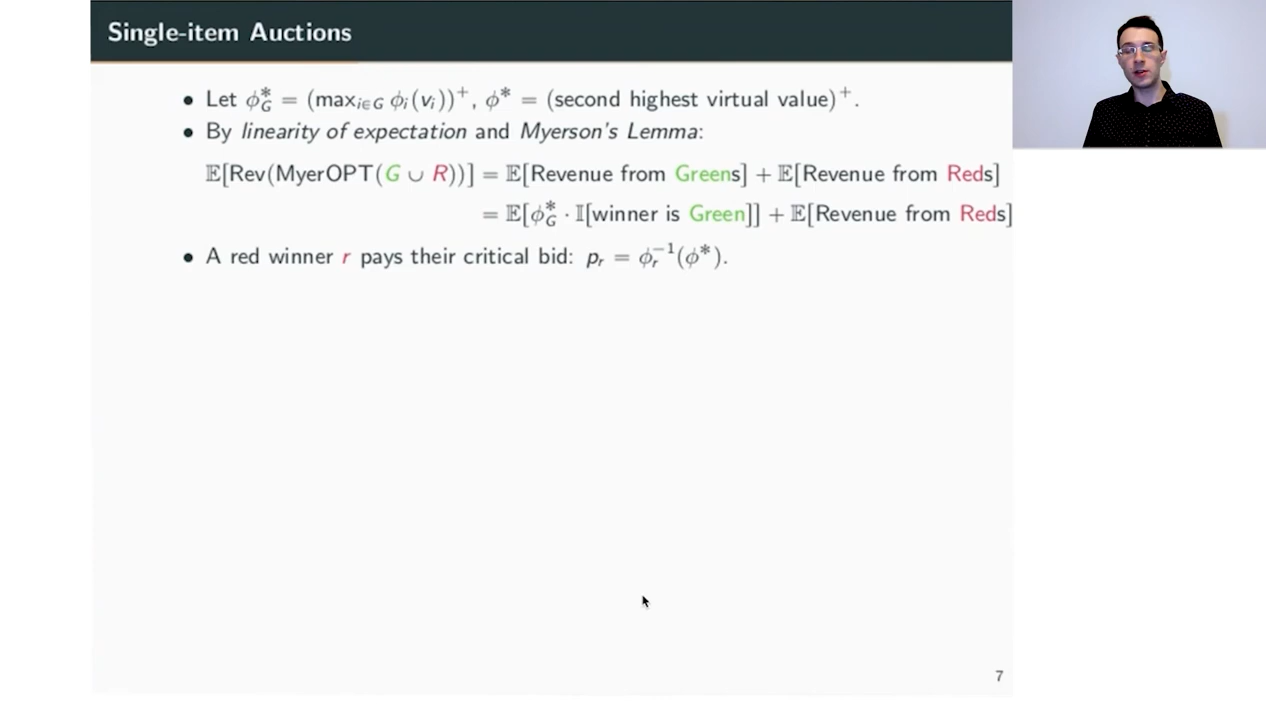 Single-item Auctions
• Let ϕ*_G = (max_{i∈G} ϕ_i(v_i))⁺, ϕ* = (second highest virtual value)⁺.
• By linearity of expectation and Myerson's Lemma:
𝔼[Rev(MyerOPT(G ∪ R))] = 𝔼[Revenue from Greens] + 𝔼[Revenue from Reds]
= 𝔼[ϕ*_G · 𝕀[winner is Green]] + 𝔼[Revenue from Reds]
• A red winner r pays their critical bid: p_r = ϕ_r⁻¹(ϕ*).
7